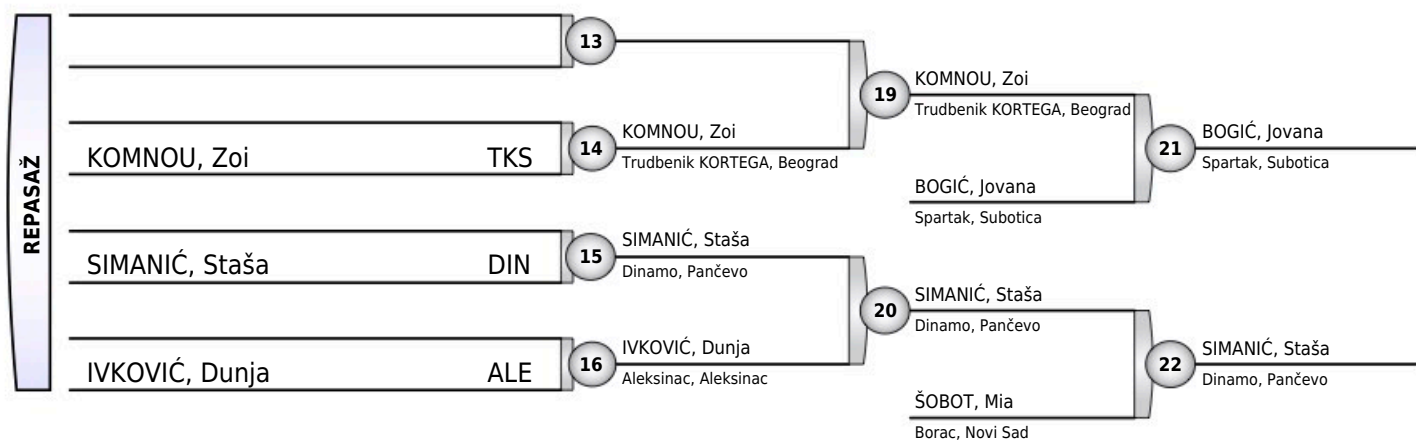 REPASAŽ
13
KOMNOU, Zoi TKS
14
SIMANIĆ, Staša DIN
15
IVKOVIĆ, Dunja ALE
16
KOMNOU, Zoi
Trudbenik KORTEGA, Beograd
SIMANIĆ, Staša
Dinamo, Pančevo
IVKOVIĆ, Dunja
Aleksinac, Aleksinac
19
KOMNOU, Zoi
Trudbenik KORTEGA, Beograd
BOGIĆ, Jovana
Spartak, Subotica
20
SIMANIĆ, Staša
Dinamo, Pančevo
ŠOBOT, Mia
Borac, Novi Sad
21
BOGIĆ, Jovana
Spartak, Subotica
22
SIMANIĆ, Staša
Dinamo, Pančevo